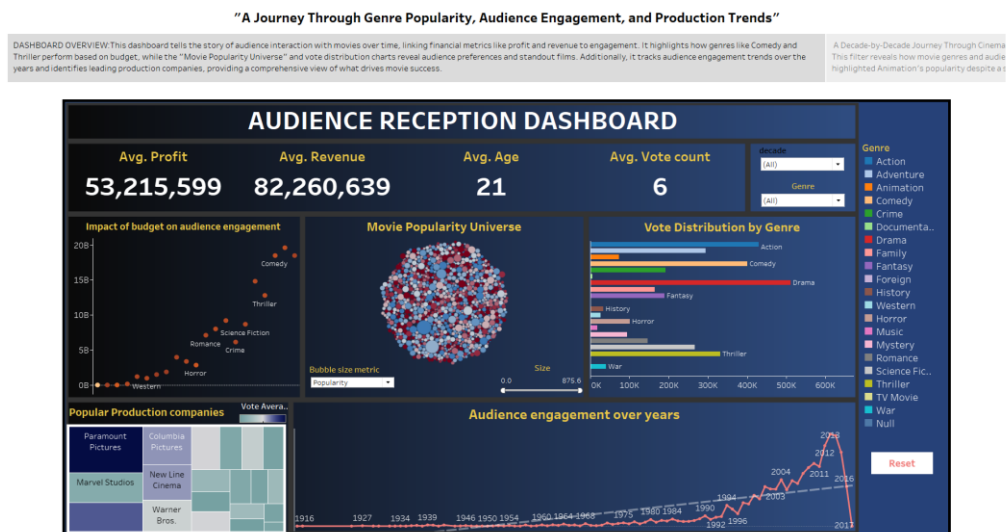 "A Journey Through Genre Popularity, Audience Engagement, and Production Trends"
DASHBOARD OVERVIEW:This dashboard tells the story of audience interaction with movies over time, linking financial metrics like profit and revenue to engagement. It highlights how genres like Comedy and
Thriller perform based on budget, while the "Movie Popularity Universe" and vote distribution charts reveal audience preferences and standout films. Additionally, it tracks audience engagement trends over the
years and identifies leading production companies, providing a comprehensive view of what drives movie success.
A Decade-by-Decade Journey Through Cinema
This filter reveals how movie genres and audie
highlighted Animation's popularity despite a s
AUDIENCE RECEPTION DASHBOARD
Avg. Profit
53,215,599
Avg. Revenue
82,260,639
Avg. Age
21
Avg. Vote count
6
decade
(All)
Genre
(All)
Genre
Action
Adventure
Animation
Comedy
Crime
Documenta..
Drama
Family
Fantasy
Foreign
History
Western
Horror
Music
Mystery
Romance
Science Fic..
Thriller
TV Movie
War
Null
Reset
Impact of budget on audience engagement
20B
15B
10B
5B
0B
Comedy
Thriller
Science Fiction
Romance
Crime
Horror
Western
Movie Popularity Universe
Bubble size metric
Popularity
Size
0.0
875.6
Vote Distribution by Genre
Action
Comedy
Drama
Fantasy
History
Horror
Thriller
War
0K 100K 200K 300K 400K 500K 600K
Popular Production companies
Vote Avera..
Paramount
Pictures
Columbia
Pictures
Marvel Studios
New Line
Cinema
Warner
Bros.
Audience engagement over years
1916
1927
1934
1939
1946
1950
1954
1960
1964
1968
1975
1980
1984
1990
1992
1994
1996
2003
2004
2011
2012
2013
2016
2017